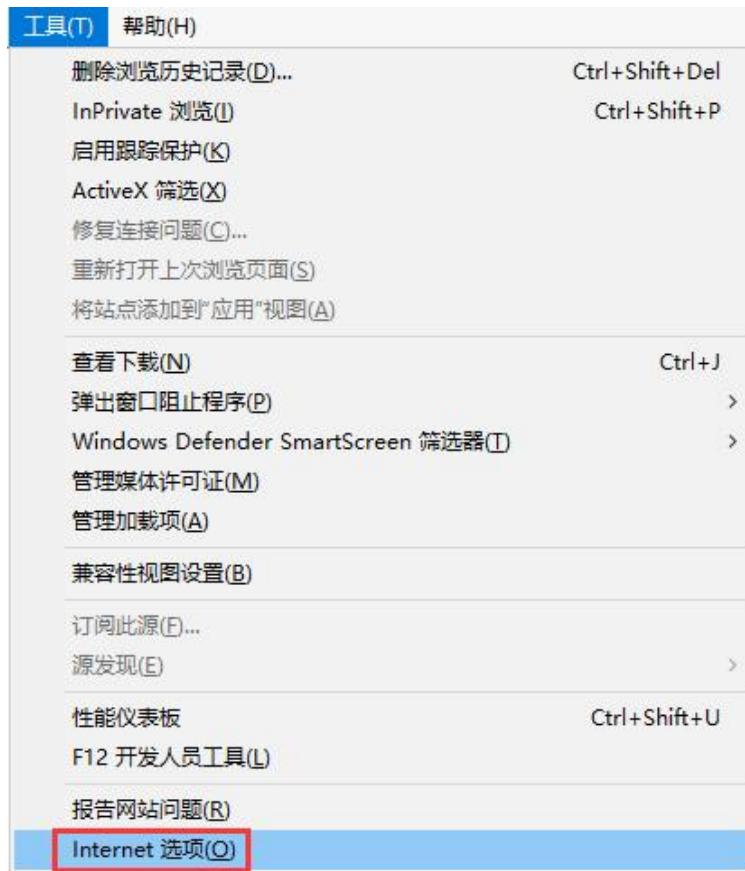 工具(T) 帮助(H)
删除浏览历史记录(D)... Ctrl+Shift+Del
InPrivate 浏览(I) Ctrl+Shift+P
启用跟踪保护(K)
ActiveX 筛选(X)
修复连接问题(C)...
重新打开上次浏览页面(S)
将站点添加到“应用”视图(A)
查看下载(N) Ctrl+J
弹出窗口阻止程序(P)
Windows Defender SmartScreen 筛选器(T)
管理媒体许可证(M)
管理加载项(A)
兼容性视图设置(B)
订阅此源(F)...
源发现(E)
性能仪表板 Ctrl+Shift+U
F12 开发人员工具(L)
报告网站问题(R)
Internet 选项(O)